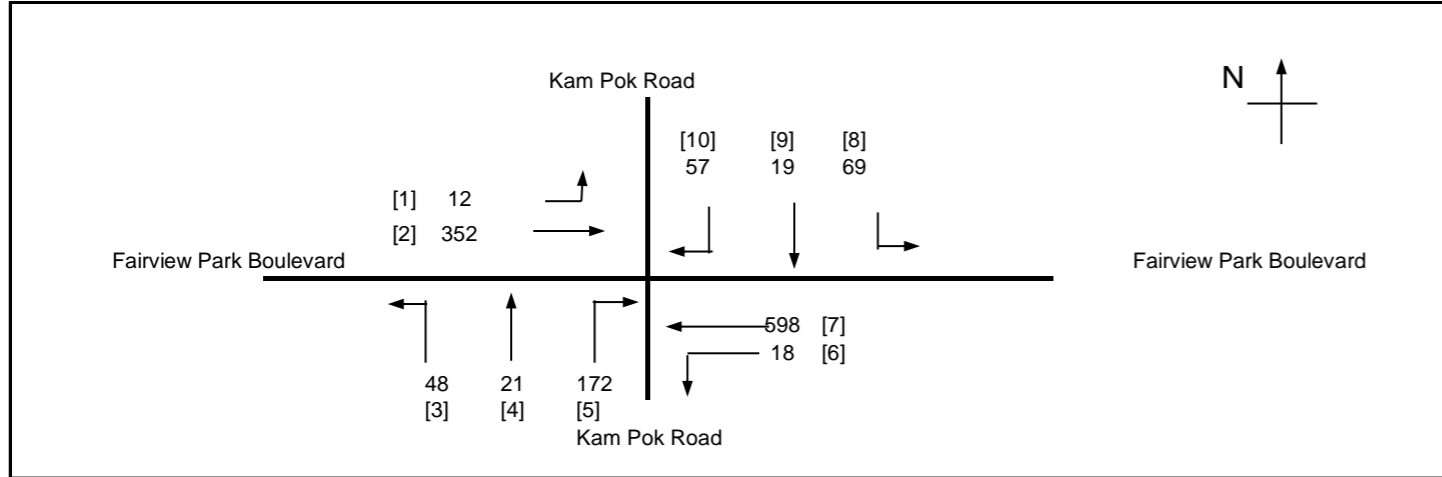 Kam Pok Road
N
[10] [9] [8]
57 19 69
[1] 12
[2] 352
Fairview Park Boulevard
Fairview Park Boulevard
598 [7]
18 [6]
48 21 172
[3] [4] [5]
Kam Pok Road